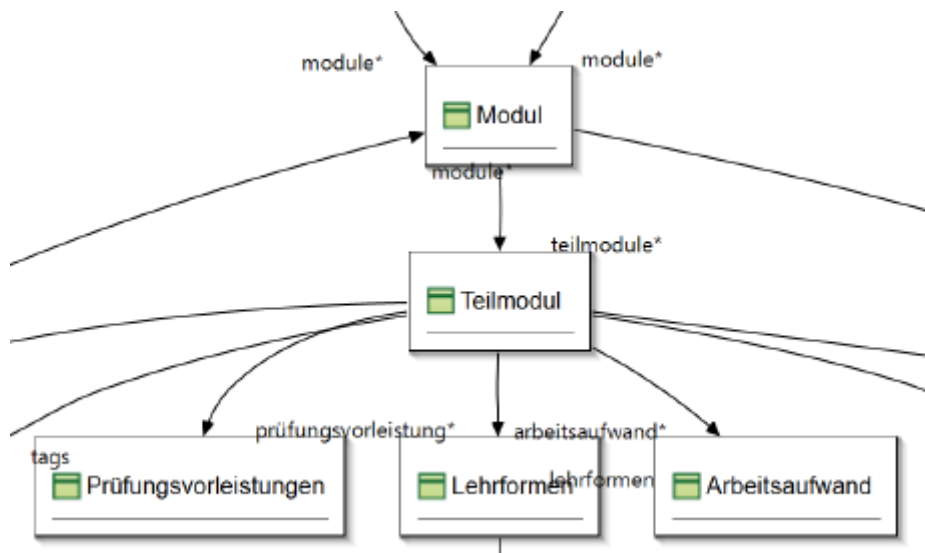 module*
module*
Modul
module*
teilmodule*
Teilmodul
prüfungsvorleistung*
arbeitsaufwand*
tags
lehrformen
Prüfungsvorleistungen
Lehrformen
Arbeitsaufwand